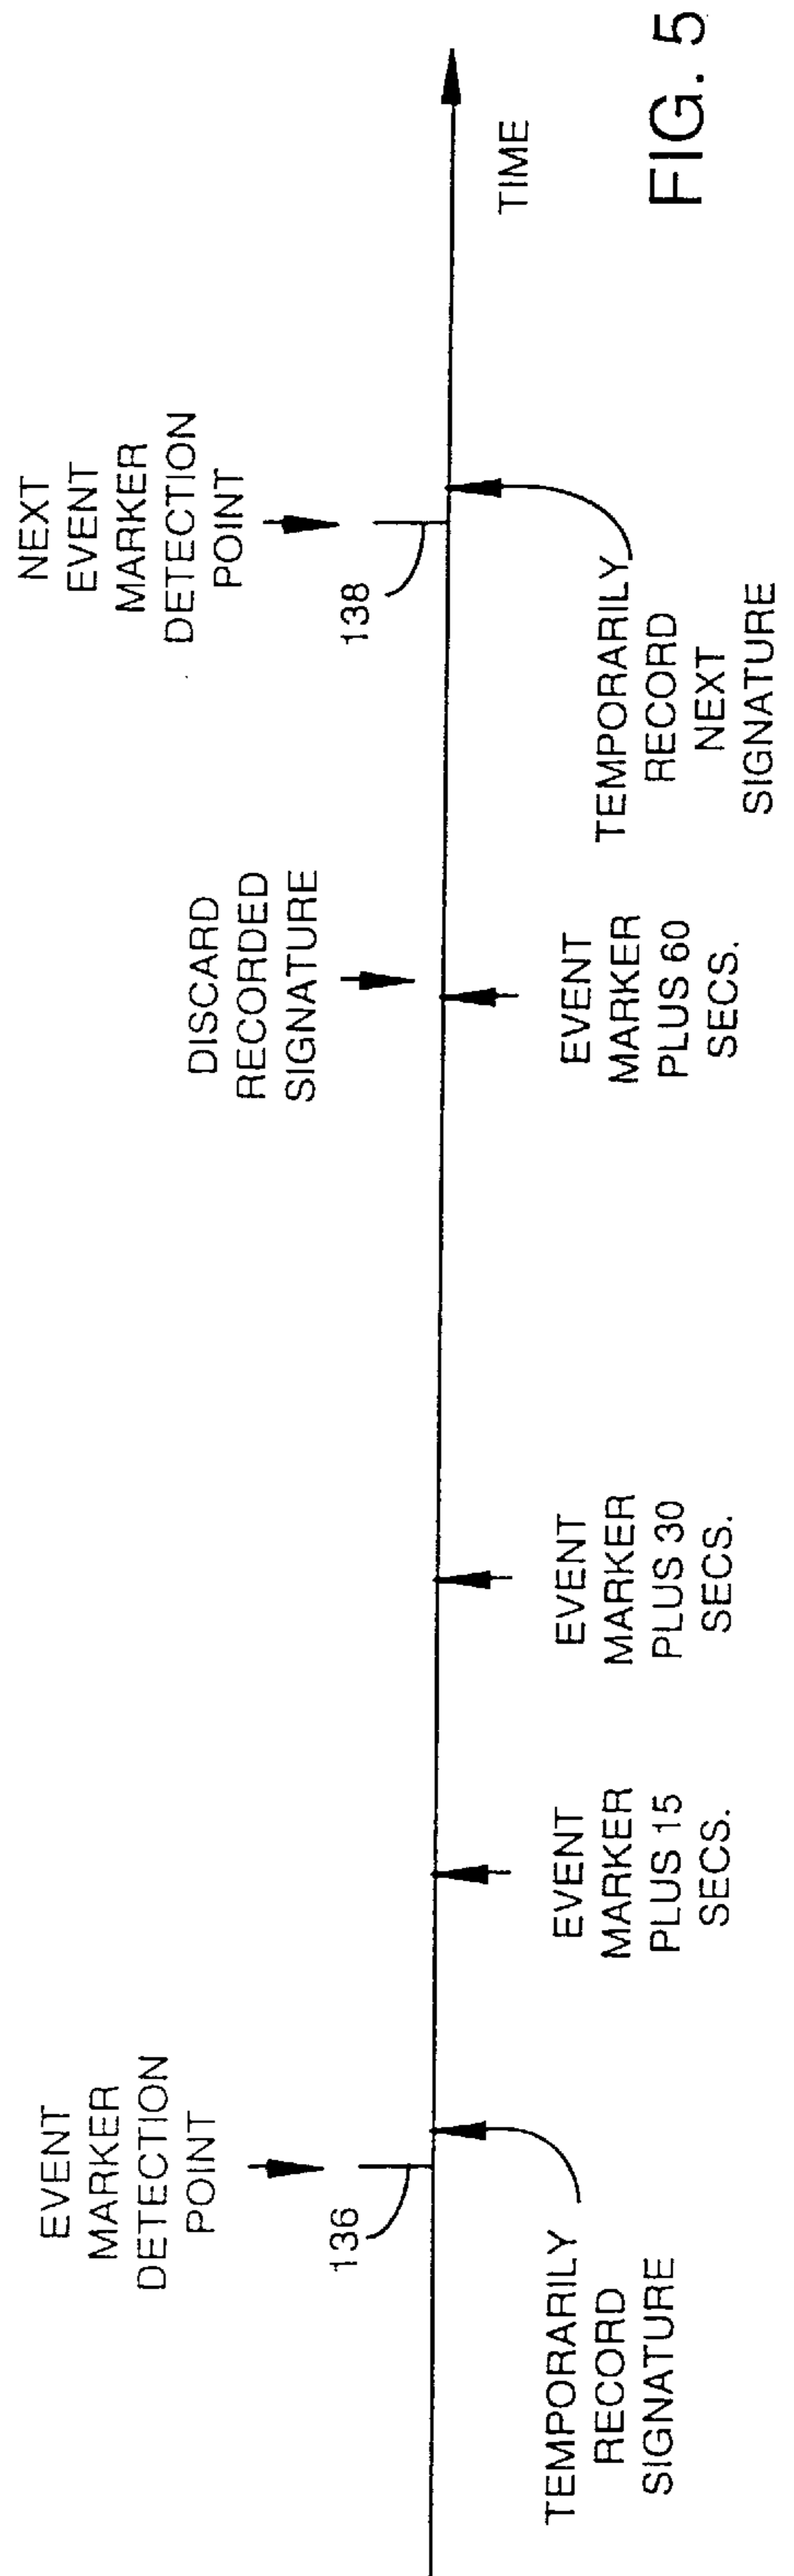 EVENT
MARKER
DETECTION
POINT
136
TEMPORARILY
RECORD
SIGNATURE
EVENT
MARKER
PLUS 15
SECS.
EVENT
MARKER
PLUS 30
SECS.
DISCARD
RECORDED
SIGNATURE
EVENT
MARKER
PLUS 60
SECS.
NEXT
EVENT
MARKER
DETECTION
POINT
138
TEMPORARILY
RECORD
NEXT
SIGNATURE
TIME
FIG. 5